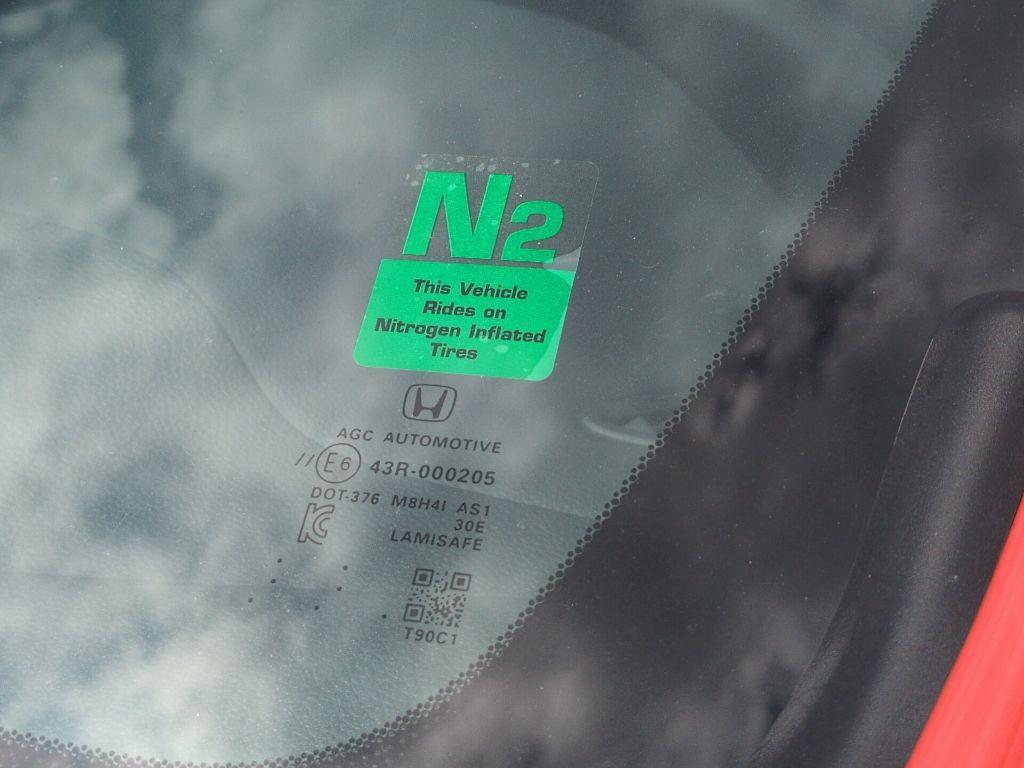 N2
This Vehicle
Rides on
Nitrogen Inflated
Tires
AGC AUTOMOTIVE
// E6 43R-000205
DOT-376 M8H4I AS1
30E
LAMISAFE
T90C1